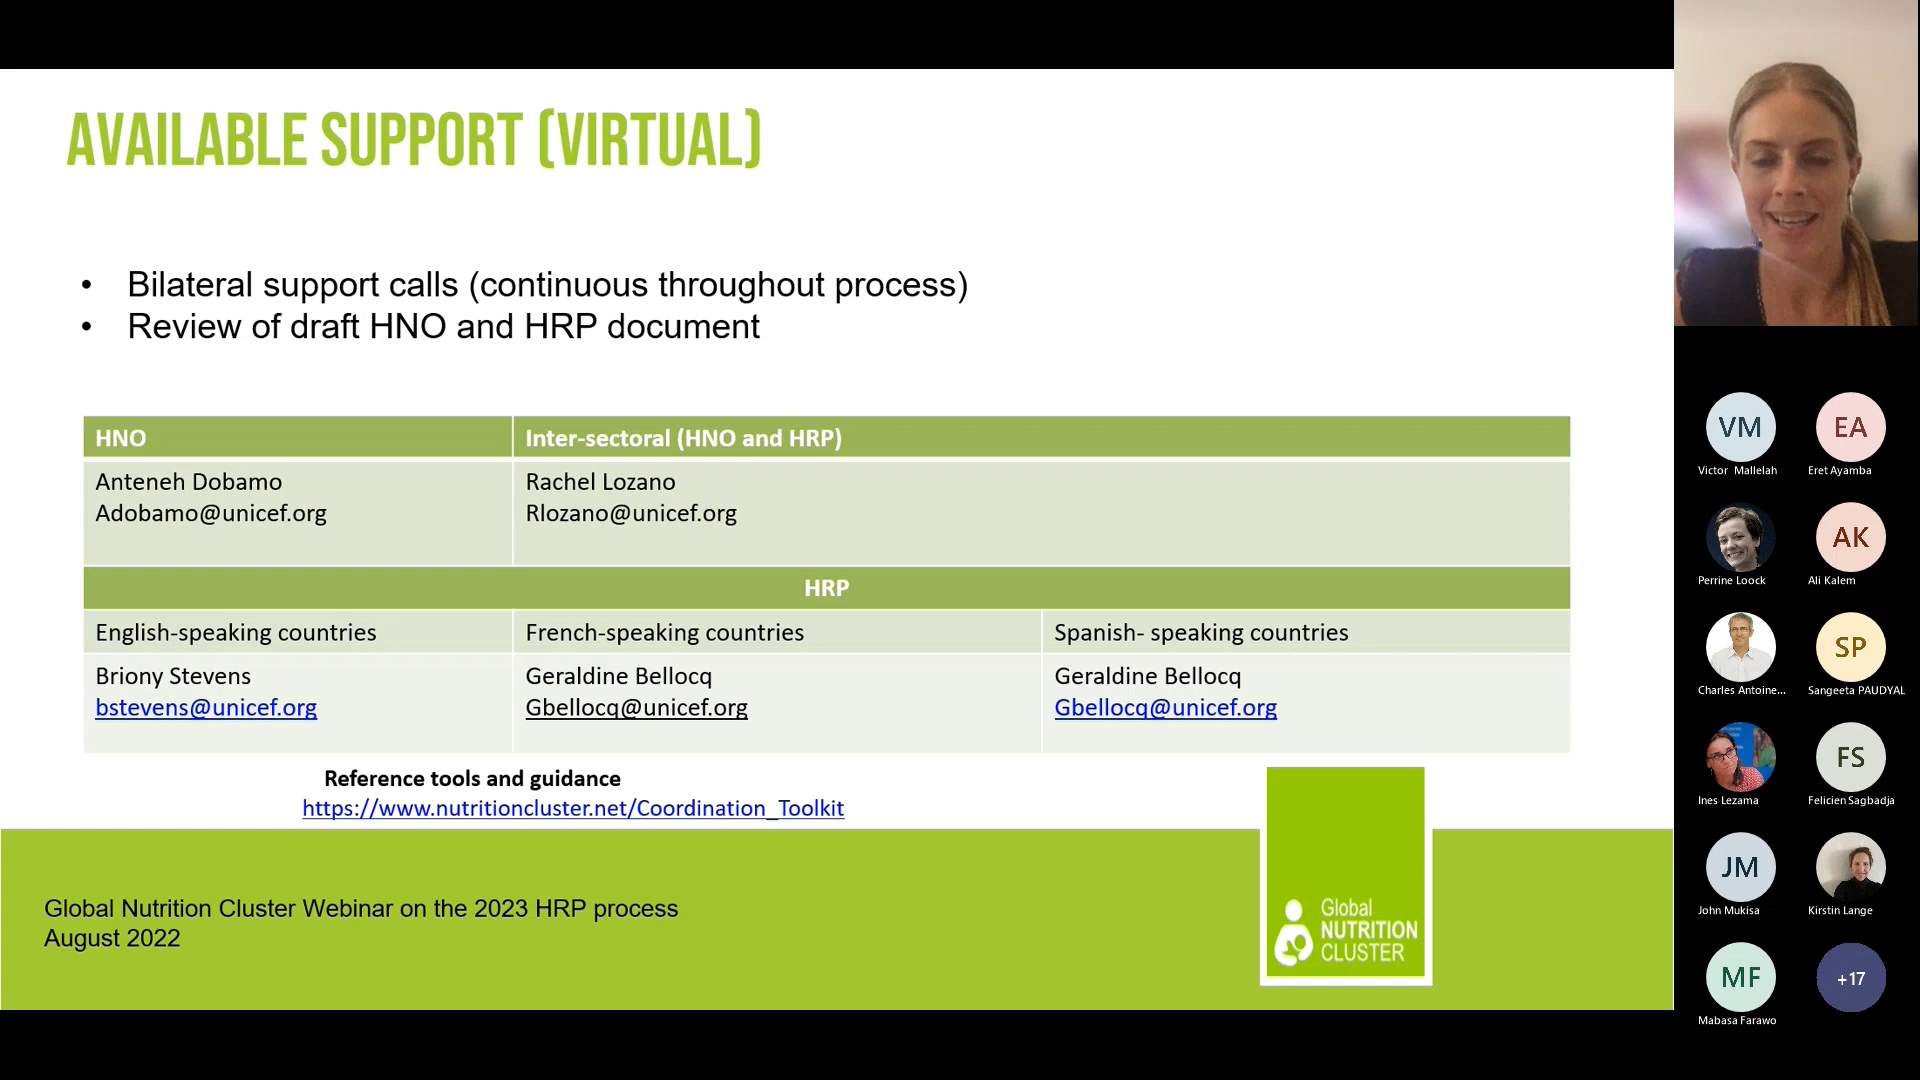 AVAILABLE SUPPORT (VIRTUAL)
• Bilateral support calls (continuous throughout process)
• Review of draft HNO and HRP document
HNO
Inter-sectoral (HNO and HRP)
Anteneh Dobamo
Adobamo@unicef.org
Rachel Lozano
Rlozano@unicef.org
HRP
English-speaking countries
French-speaking countries
Spanish- speaking countries
Briony Stevens
bstevens@unicef.org
Geraldine Bellocq
Gbellocq@unicef.org
Geraldine Bellocq
Gbellocq@unicef.org
Reference tools and guidance
https://www.nutritioncluster.net/Coordination_Toolkit
Global Nutrition Cluster Webinar on the 2023 HRP process
August 2022
Global
NUTRITION
CLUSTER
VM
Victor Mallelah
EA
Eret Ayamba
Perrine Loock
AK
Ali Kalem
Charles Antoine...
SP
Sangeeta PAUDYAL
Ines Lezama
FS
Felicien Sagbadja
JM
John Mukisa
Kirstin Lange
MF
Mabasa Farawo
+17